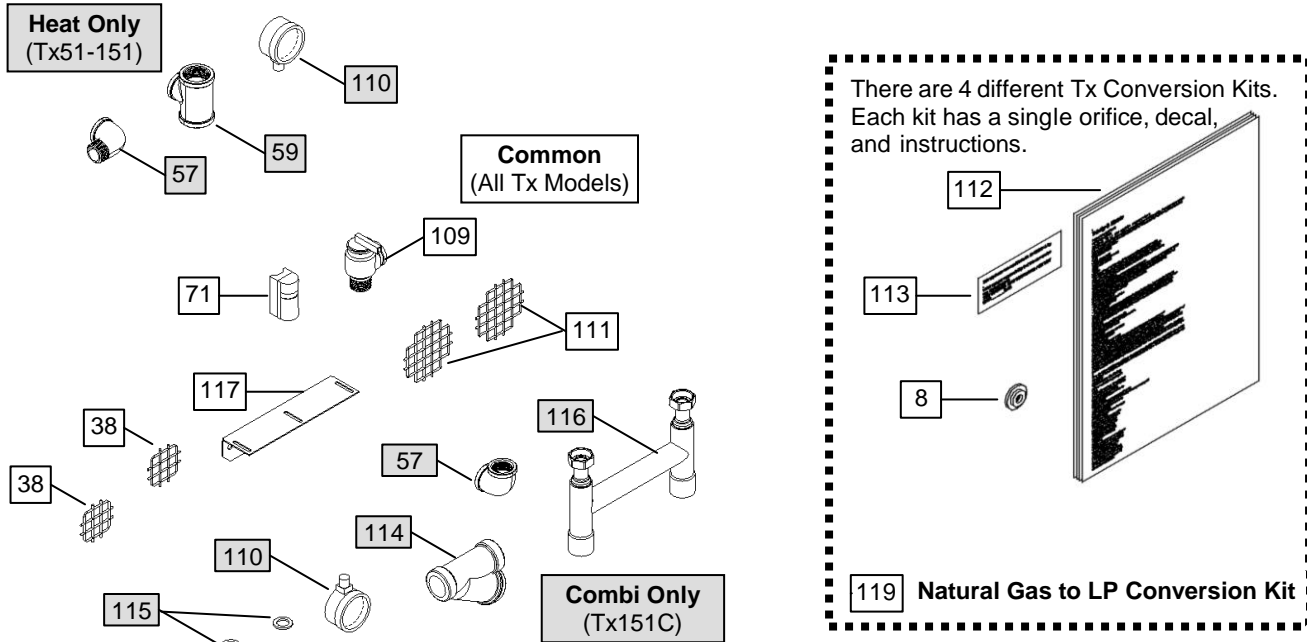 Heat Only
(Tx51-151)
110
59
57
Common
(All Tx Models)
109
71
111
117
38
38
116
57
114
110
115
Combi Only
(Tx151C)
There are 4 different Tx Conversion Kits.
Each kit has a single orifice, decal,
and instructions.
112
113
8
119 Natural Gas to LP Conversion Kit